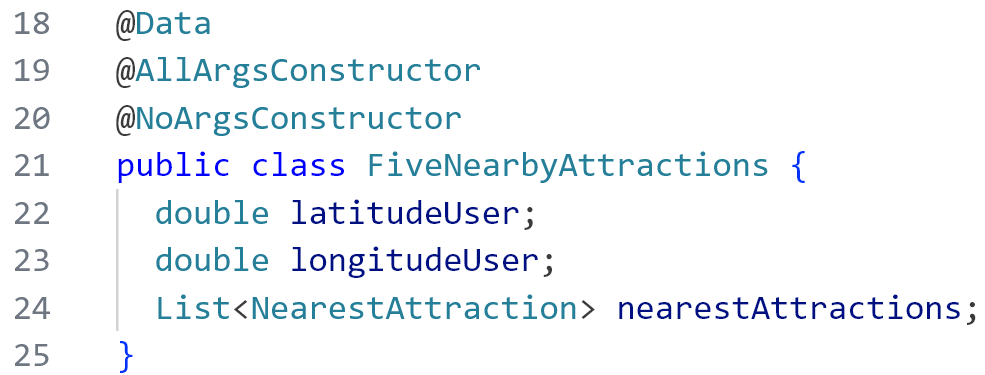 18 @Data
19 @AllArgsConstructor
20 @NoArgsConstructor
21 public class FiveNearbyAttractions {
22   double latitudeUser;
23   double longitudeUser;
24   List<NearestAttraction> nearestAttractions;
25 }